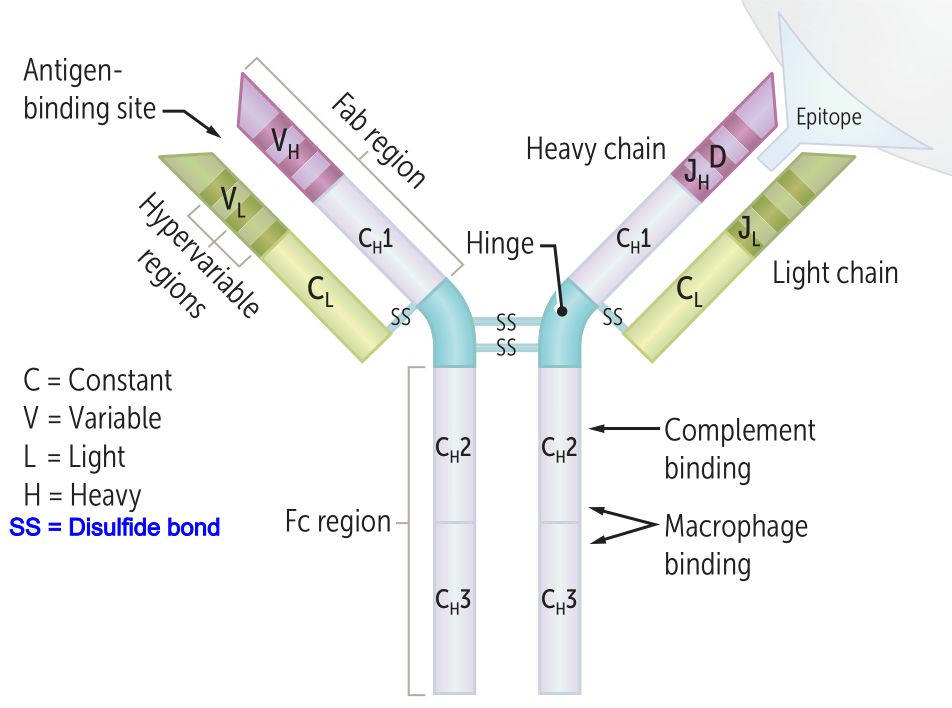 Antigen-
binding site
Fab region
Epitope
Heavy chain
V_H
J_H D
V_L
Hypervariable
regions
C_H1
C_H1
Hinge
J_L
Light chain
C_L
C_L
SS
SS
SS
SS
C = Constant
V = Variable
L = Light
H = Heavy
SS = Disulfide bond
C_H2
C_H2
Complement
binding
Fc region
Macrophage
binding
C_H3
C_H3